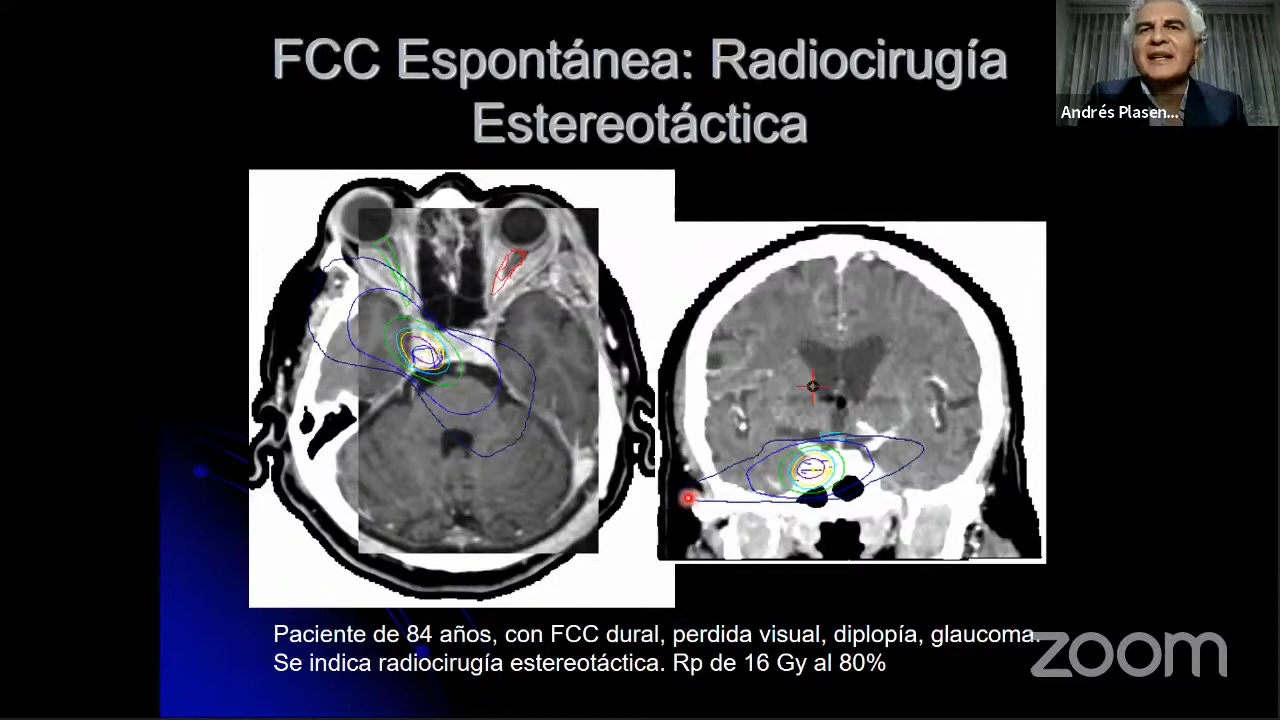 FCC Espontánea: Radiocirugía
Estereotáctica
Andrés Plasen...
Paciente de 84 años, con FCC dural, perdida visual, diplopía, glaucoma.
Se indica radiocirugía estereotáctica. Rp de 16 Gy al 80%
zoom